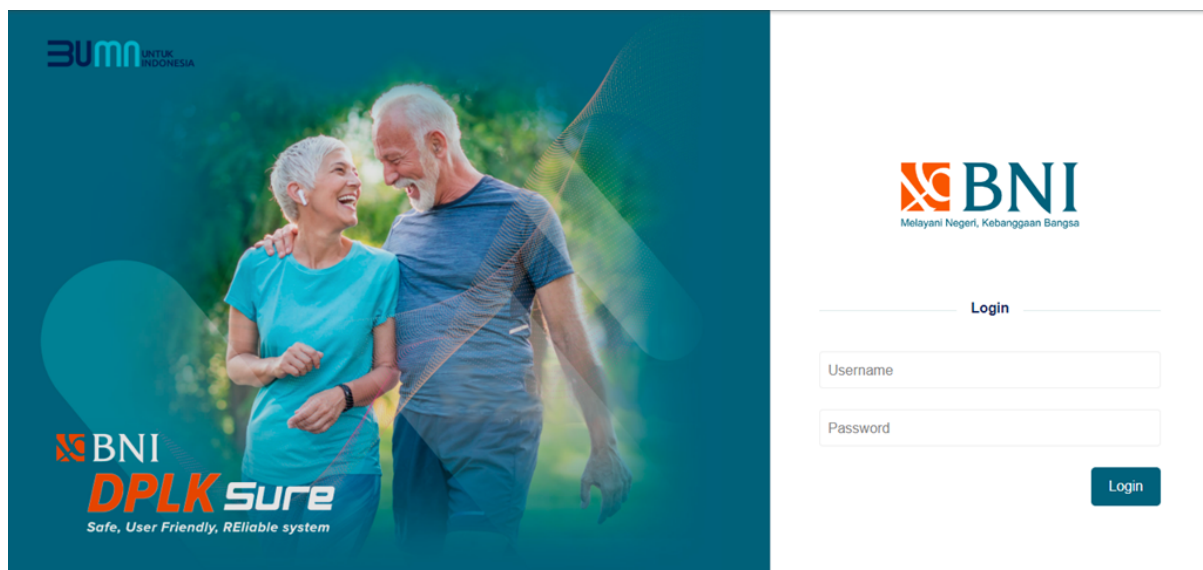 BUMN UNTUK
INDONESIA
BNI
DPLK Sure
Safe, User Friendly, REliable system
BNI
Melayani Negeri, Kebanggaan Bangsa
Login
Username
Password
Login